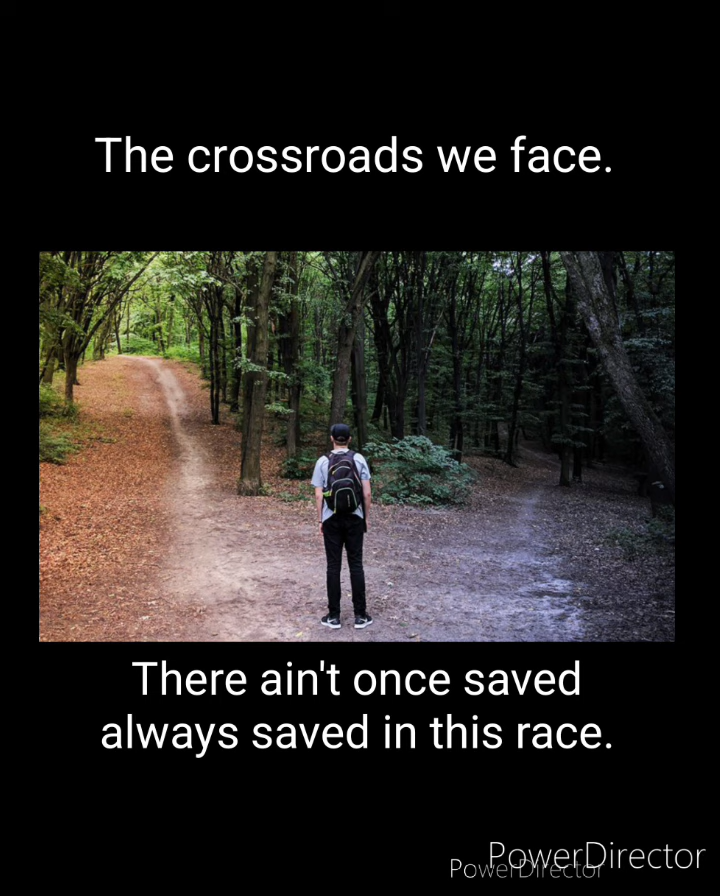 The crossroads we face.
There ain't once saved
always saved in this race.
PowerDirector
PowerDirector